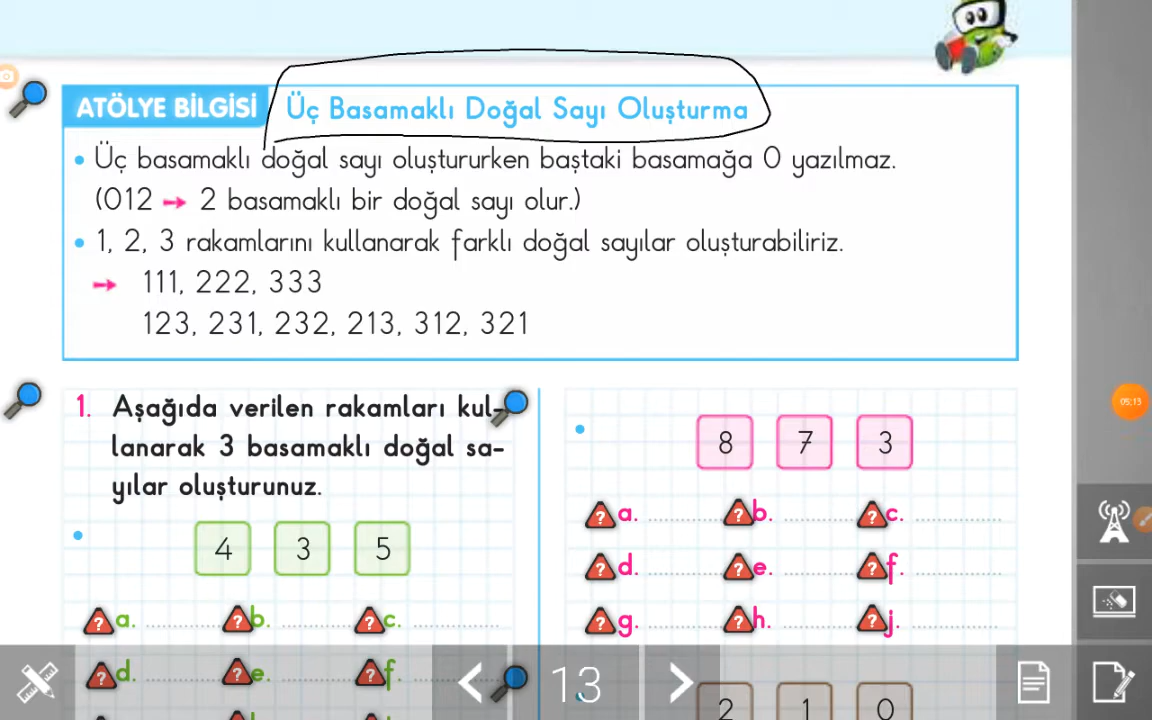 ATÖLYE BİLGİSİ Üç Basamaklı Doğal Sayı Oluşturma
• Üç basamaklı doğal sayı oluştururken baştaki basamağa 0 yazılmaz.
(012 → 2 basamaklı bir doğal sayı olur.)
• 1, 2, 3 rakamlarını kullanarak farklı doğal sayılar oluşturabiliriz.
→ 111, 222, 333
123, 231, 232, 213, 312, 321
1. Aşağıda verilen rakamları kul-
lanarak 3 basamaklı doğal sa-
yılar oluşturunuz.
• 4 3 5
a. .......... b. .......... c. ..........
d. .......... e. .......... f. ..........
• 8 7 3
a. .......... b. .......... c. ..........
d. .......... e. .......... f. ..........
g. .......... h. .......... j. ..........
2 1 0
13